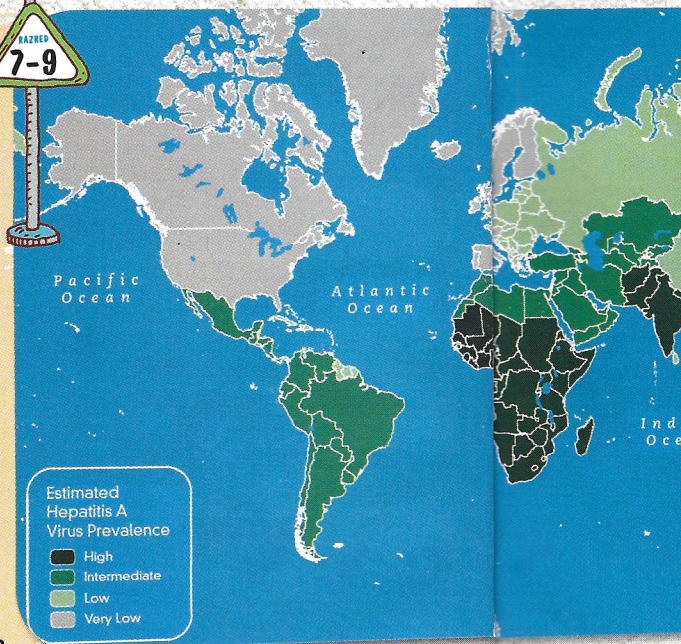 RAZRED
7-9
Pacific
Ocean
Atlantic
Ocean
Ind
Oce
Estimated
Hepatitis A
Virus Prevalence
High
Intermediate
Low
Very Low